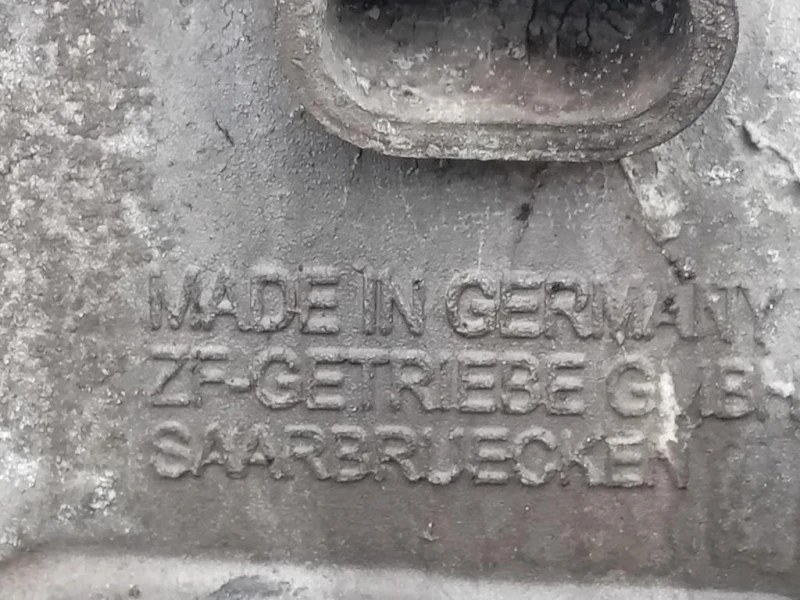 MADE IN GERMANY
ZF-GETRIEBE GMBH
SAARBRUECKEN